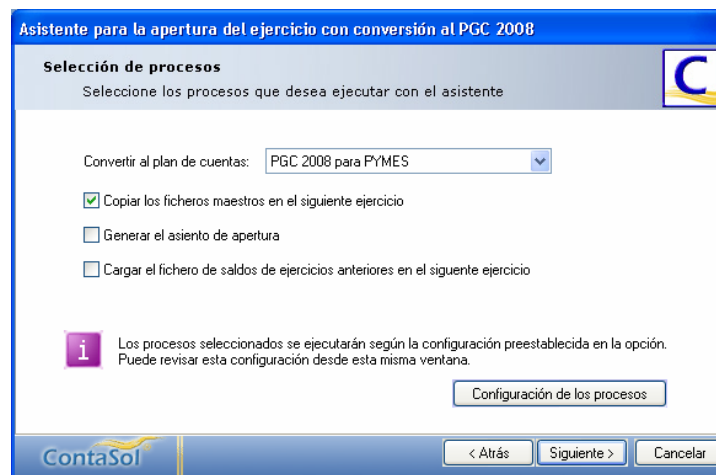 Asistente para la apertura del ejercicio con conversión al PGC 2008
Selección de procesos
Seleccione los procesos que desea ejecutar con el asistente
C
Convertir al plan de cuentas: PGC 2008 para PYMES
Copiar los ficheros maestros en el siguiente ejercicio
Generar el asiento de apertura
Cargar el fichero de saldos de ejercicios anteriores en el siguente ejercicio
i Los procesos seleccionados se ejecutarán según la configuración preestablecida en la opción.
Puede revisar esta configuración desde esta misma ventana.
Configuración de los procesos
ContaSol < Atrás Siguiente > Cancelar